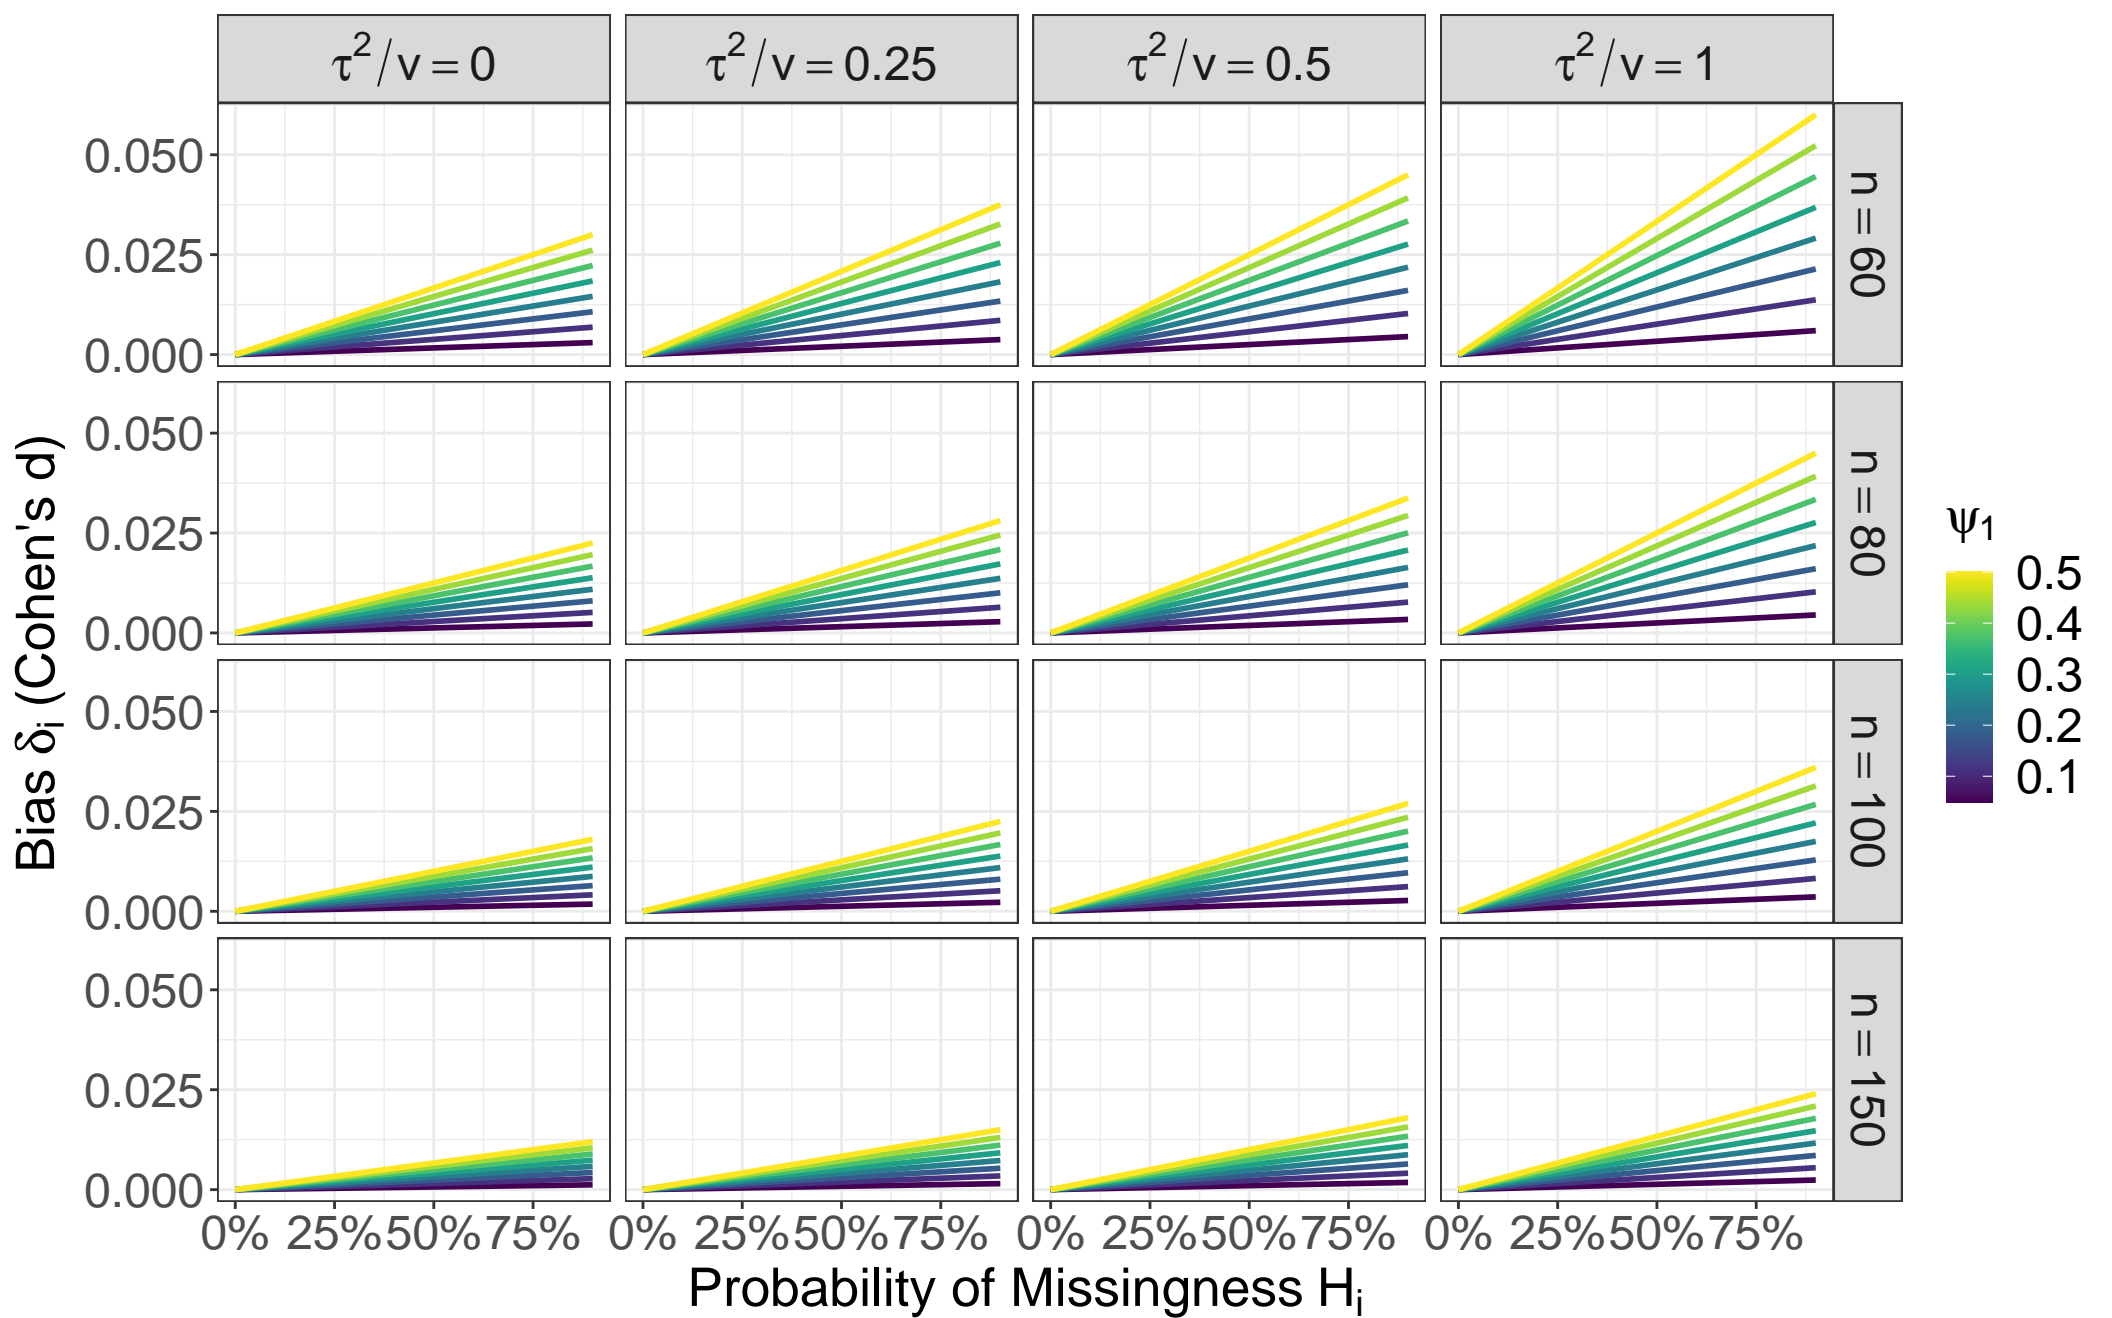 τ²/v = 0 τ²/v = 0.25 τ²/v = 0.5 τ²/v = 1
0.050
0.025
0.000
n = 60
0.050
0.025
0.000
n = 80
0.050
0.025
0.000
n = 100
0.050
0.025
0.000
n = 150
0% 25% 50% 75% 0% 25% 50% 75% 0% 25% 50% 75% 0% 25% 50% 75%
Probability of Missingness Hᵢ
Bias δᵢ (Cohen's d)
ψ₁
0.5
0.4
0.3
0.2
0.1